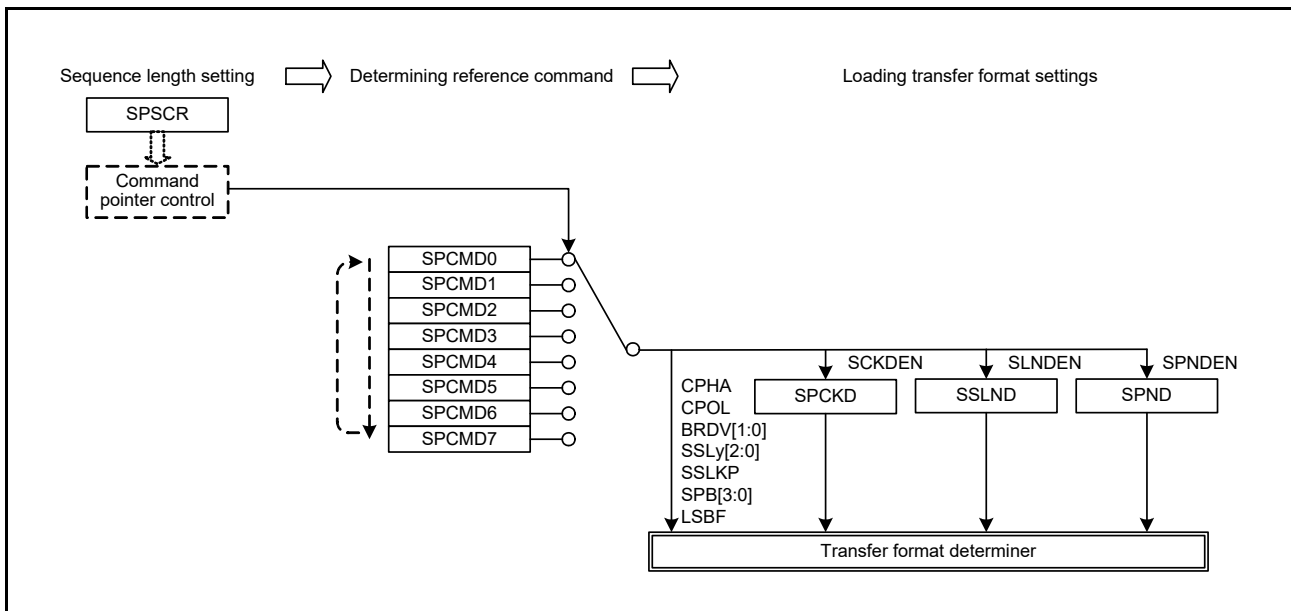 Sequence length setting
Determining reference command
Loading transfer format settings
SPSCR
Command
pointer control
SPCMD0
SPCMD1
SPCMD2
SPCMD3
SPCMD4
SPCMD5
SPCMD6
SPCMD7
SCKDEN
SLNDEN
SPNDEN
CPHA
CPOL
BRDV[1:0]
SSLy[2:0]
SSLKP
SPB[3:0]
LSBF
SPCKD
SSLND
SPND
Transfer format determiner